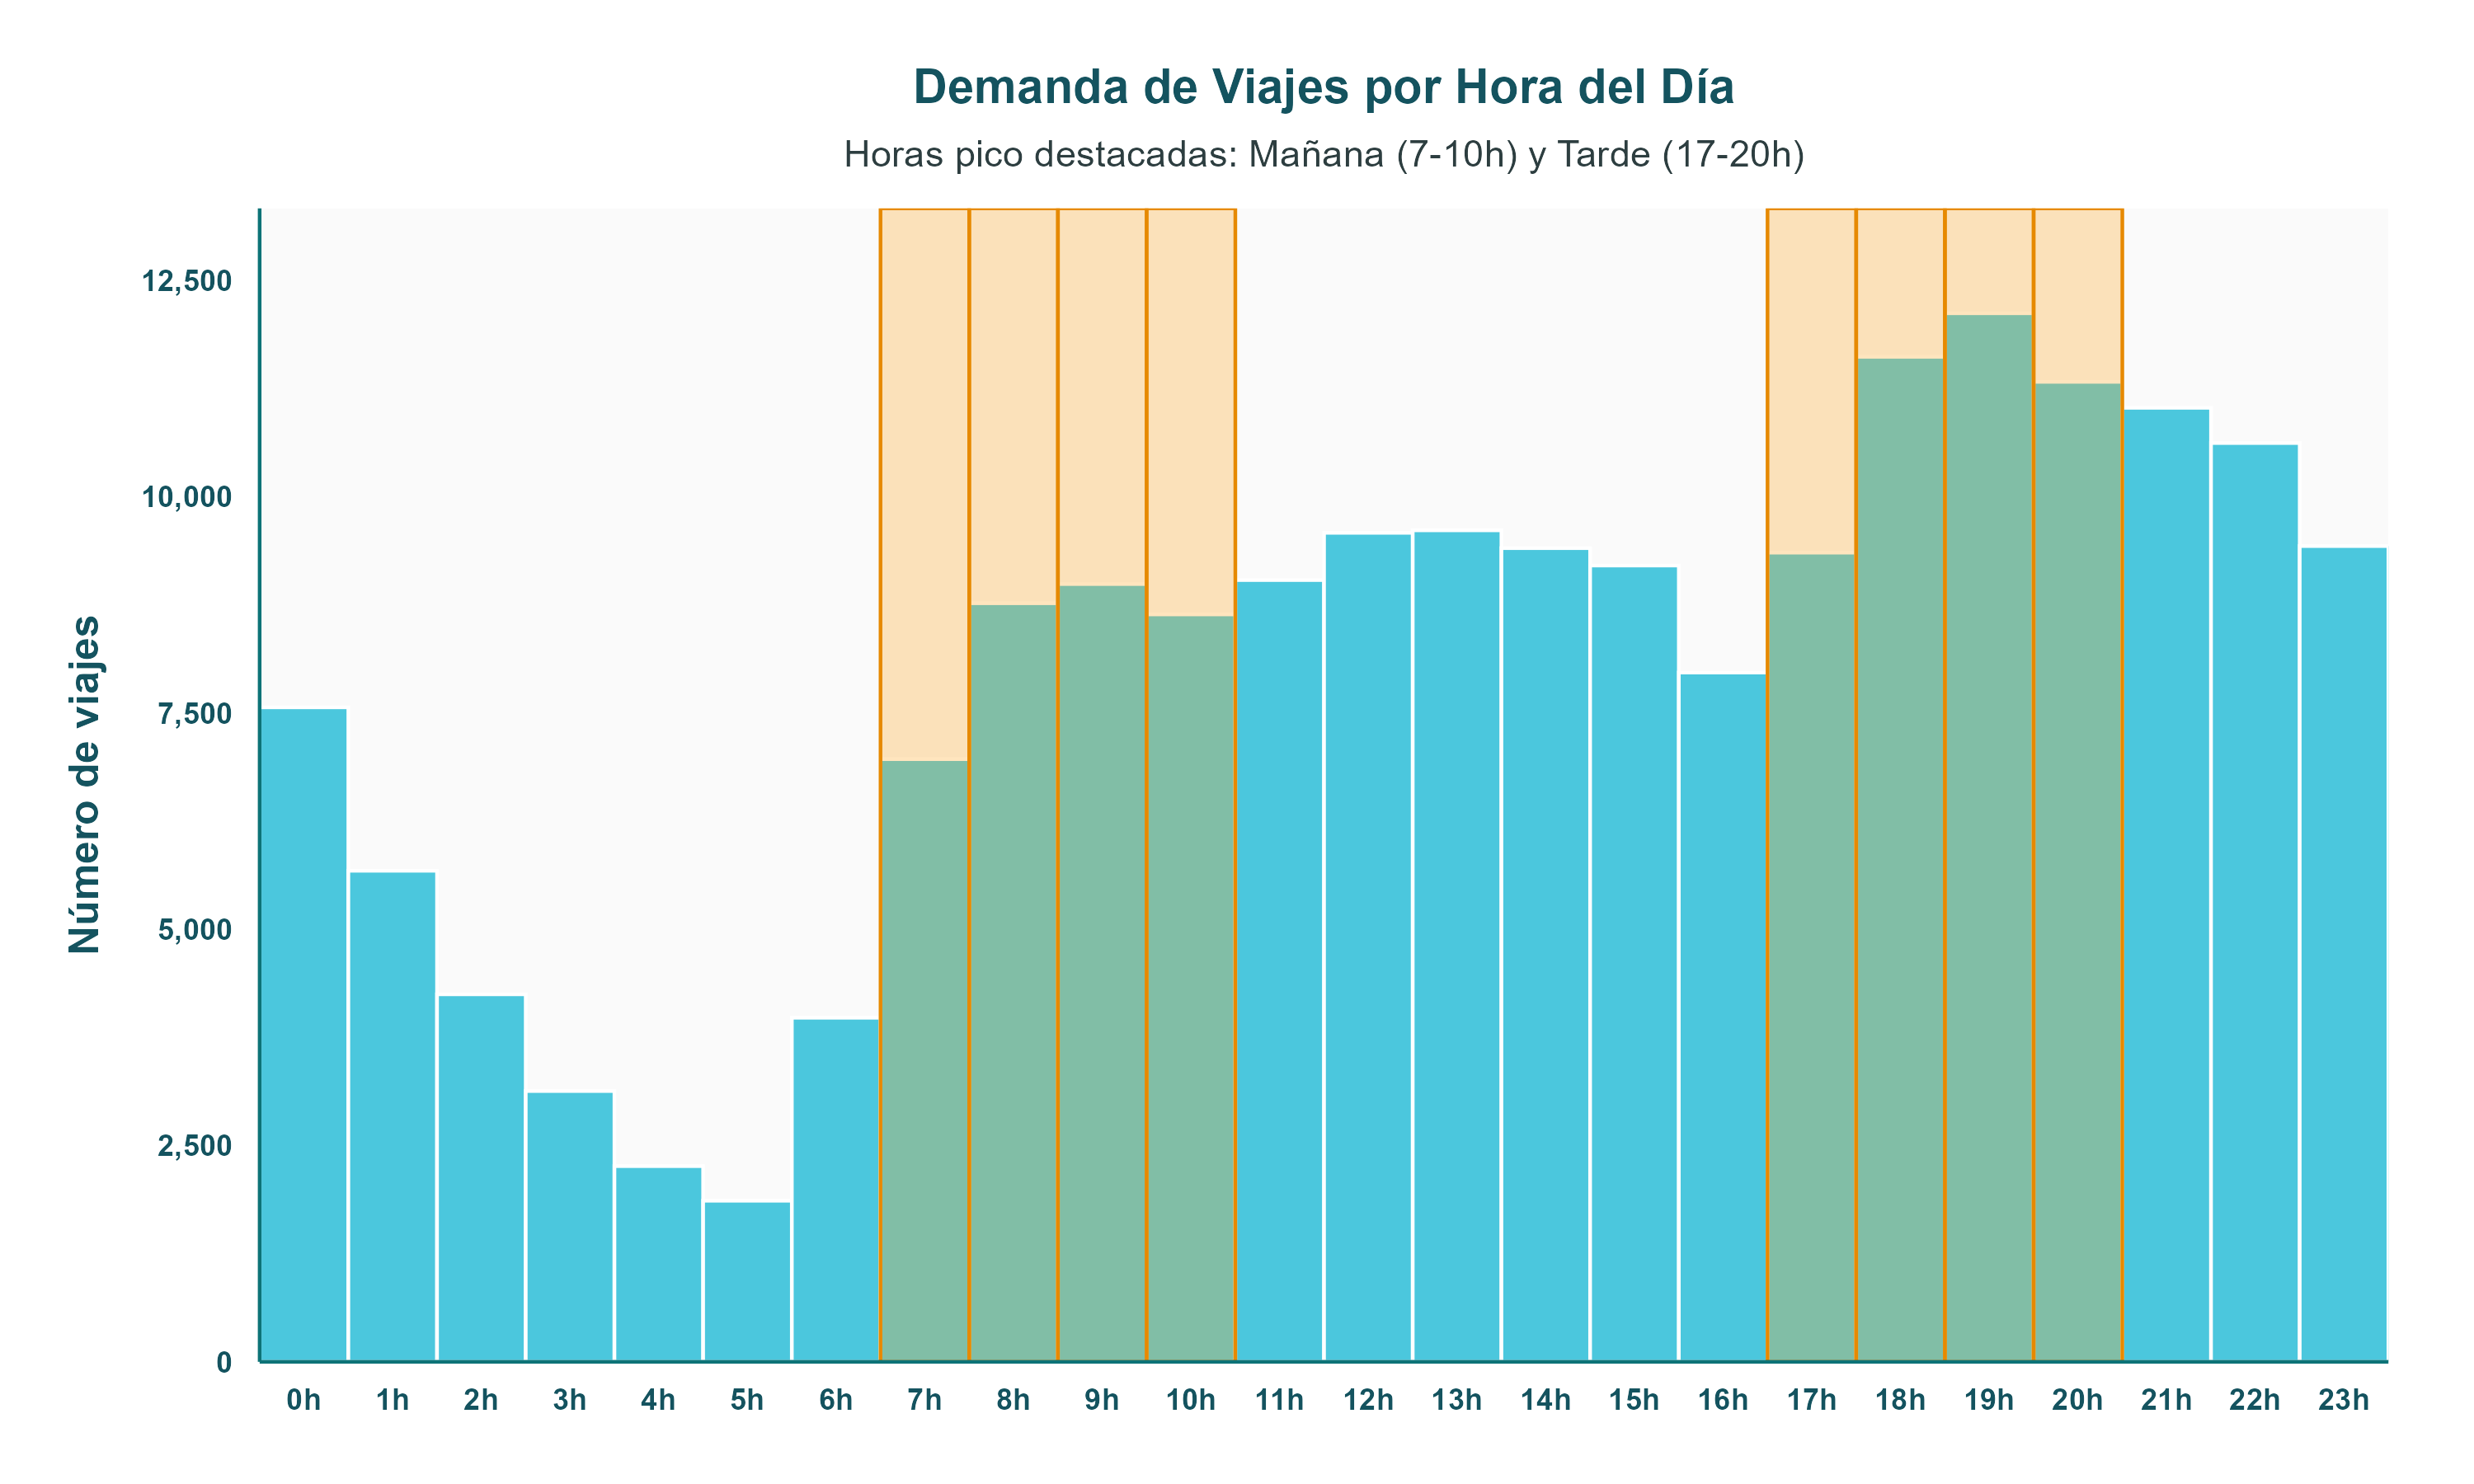 Demanda de Viajes por Hora del Día
Horas pico destacadas: Mañana (7-10h) y Tarde (17-20h)
Número de viajes
12,500
10,000
7,500
5,000
2,500
0
0h 1h 2h 3h 4h 5h 6h 7h 8h 9h 10h 11h 12h 13h 14h 15h 16h 17h 18h 19h 20h 21h 22h 23h